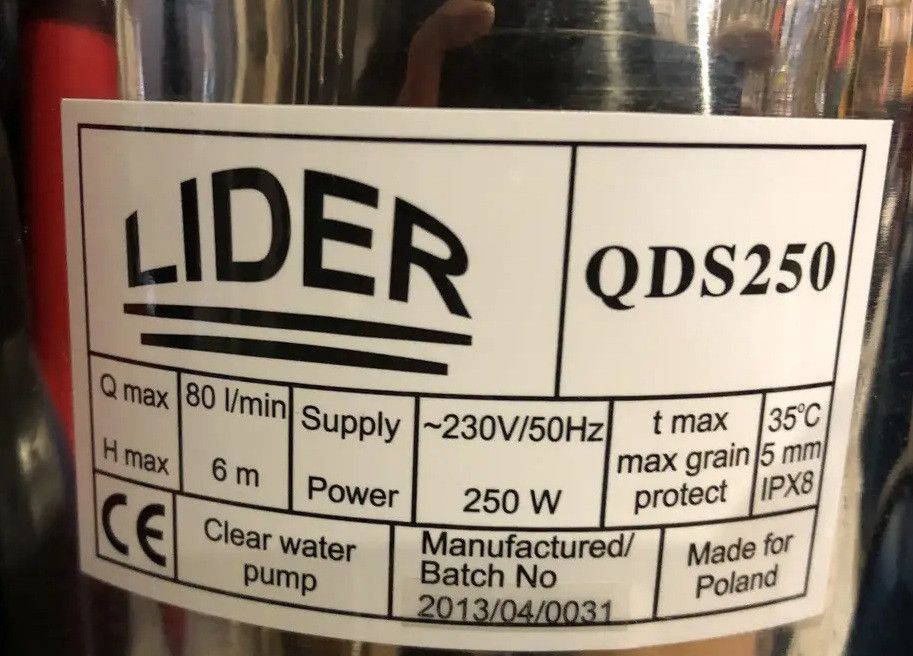 LIDER
QDS250
Q max 80 l/min Supply ~230V/50Hz t max 35°C
max grain 5 mm
H max 6 m Power 250 W protect IPX8
CE Clear water pump
Manufactured/
Batch No
2013/04/0031
Made for
Poland